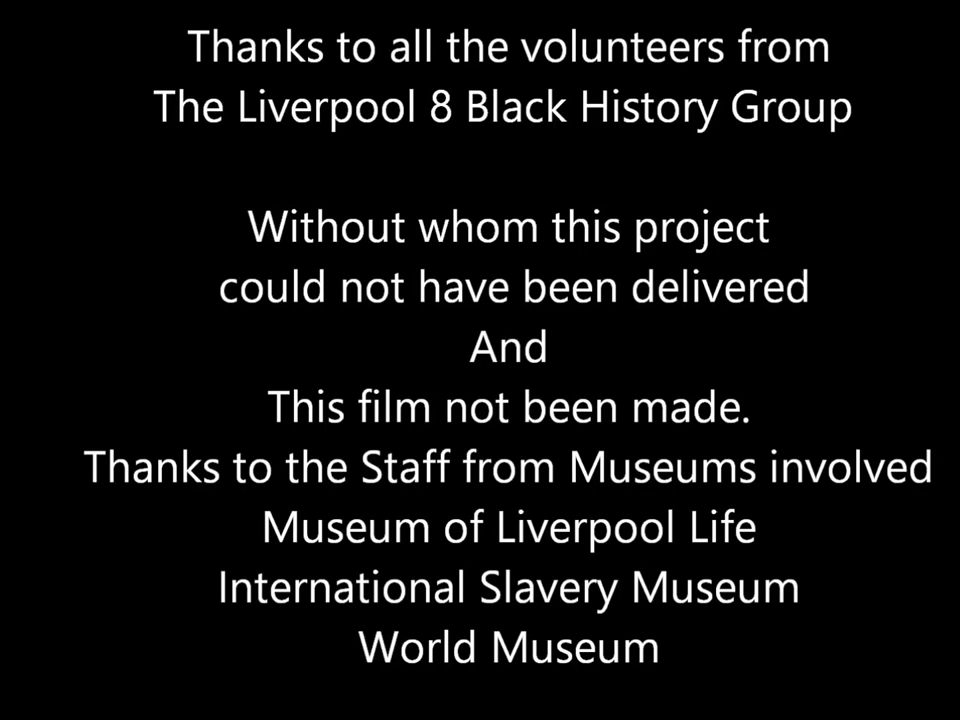 Thanks to all the volunteers from
The Liverpool 8 Black History Group
Without whom this project
could not have been delivered
And
This film not been made.
Thanks to the Staff from Museums involved
Museum of Liverpool Life
International Slavery Museum
World Museum